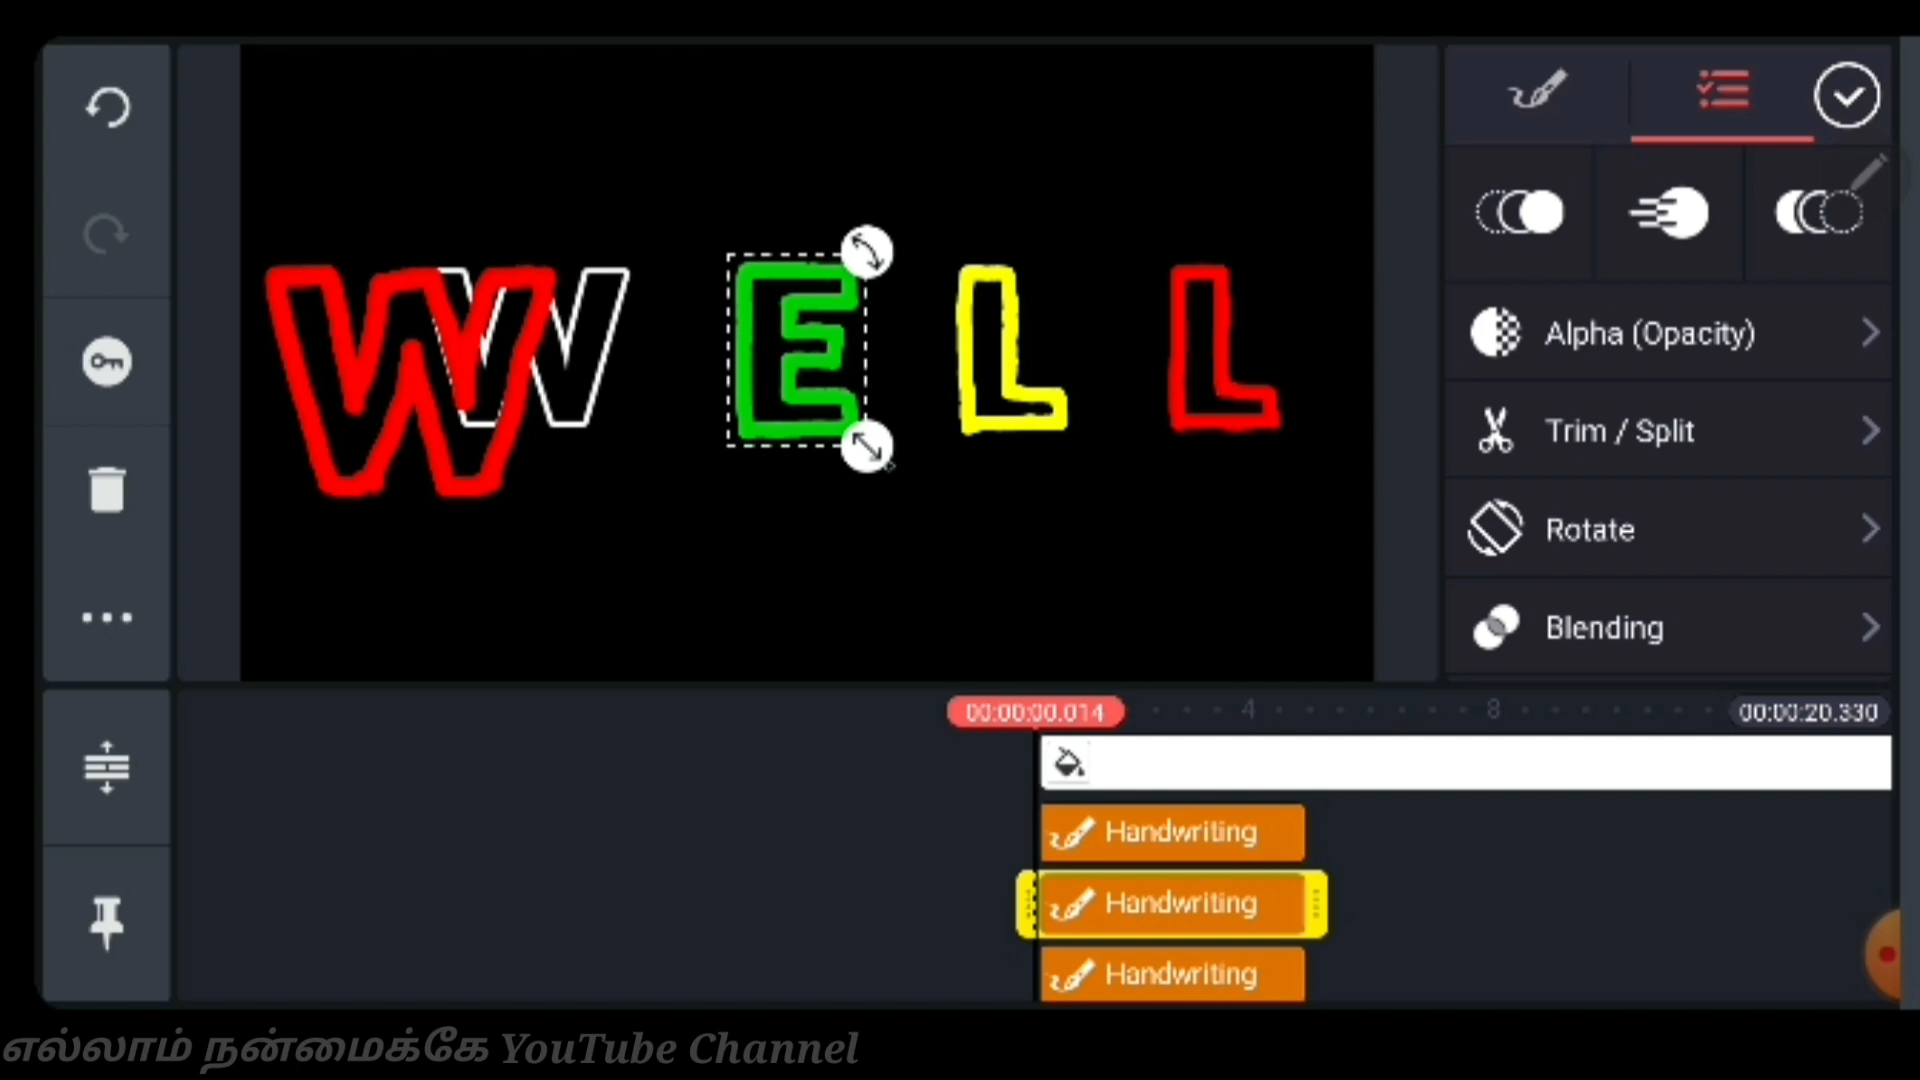 W W E L L
Alpha (Opacity)
Trim / Split
Rotate
Blending
00:00:00.014 4 8 00:00:20.330
Handwriting
Handwriting
Handwriting
எல்லாம் நன்மைக்கே YouTube Channel